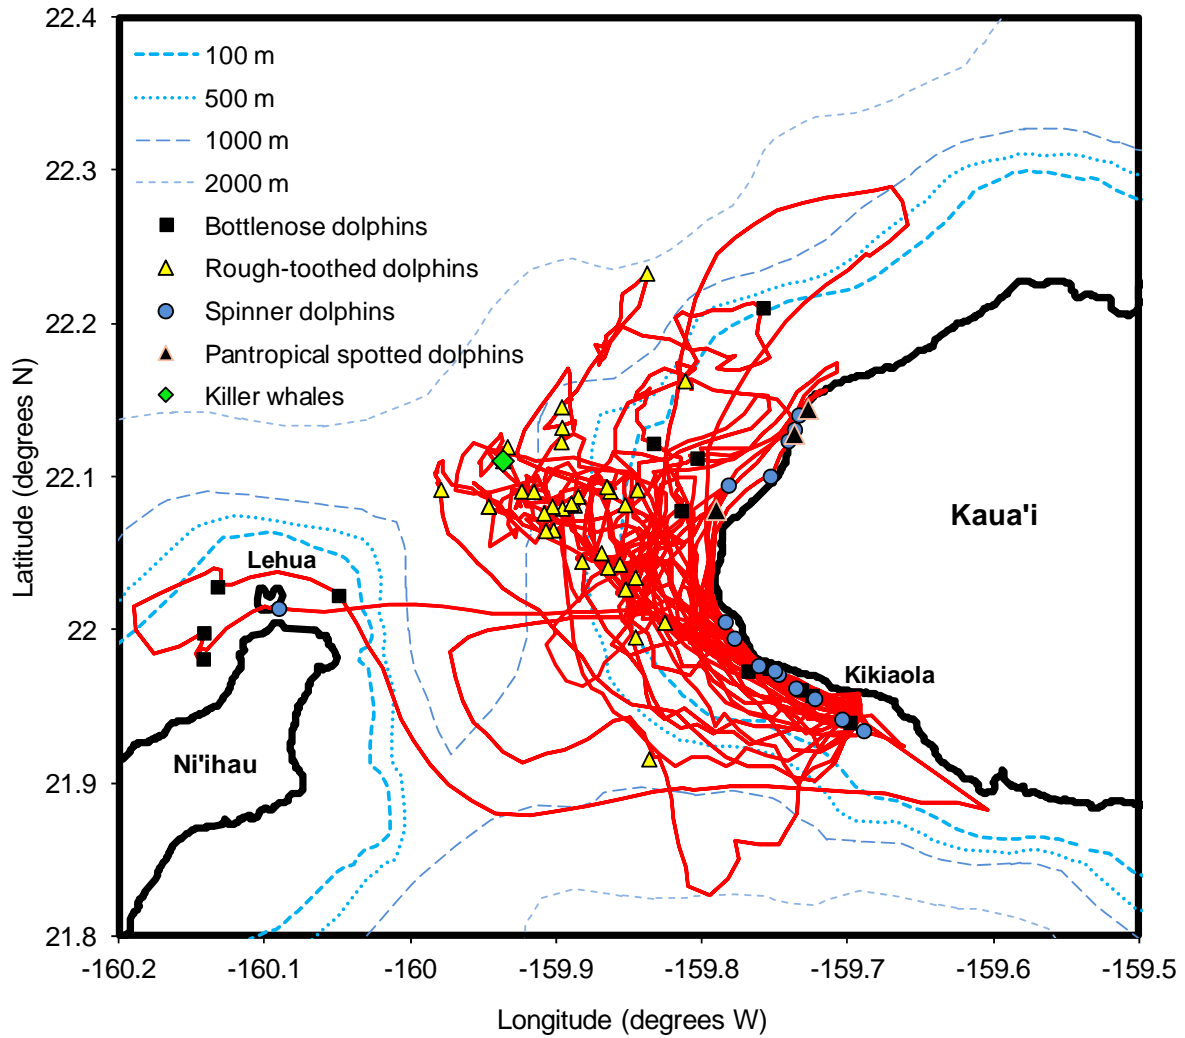 22.4
22.3
22.2
22.1
22
21.9
21.8
Latitude (degrees N)
100 m
500 m
1000 m
2000 m
Bottlenose dolphins
Rough-toothed dolphins
Spinner dolphins
Pantropical spotted dolphins
Killer whales
Kaua'i
Lehua
Kikiaola
Ni'ihau
-160.2 -160.1 -160 -159.9 -159.8 -159.7 -159.6 -159.5
Longitude (degrees W)